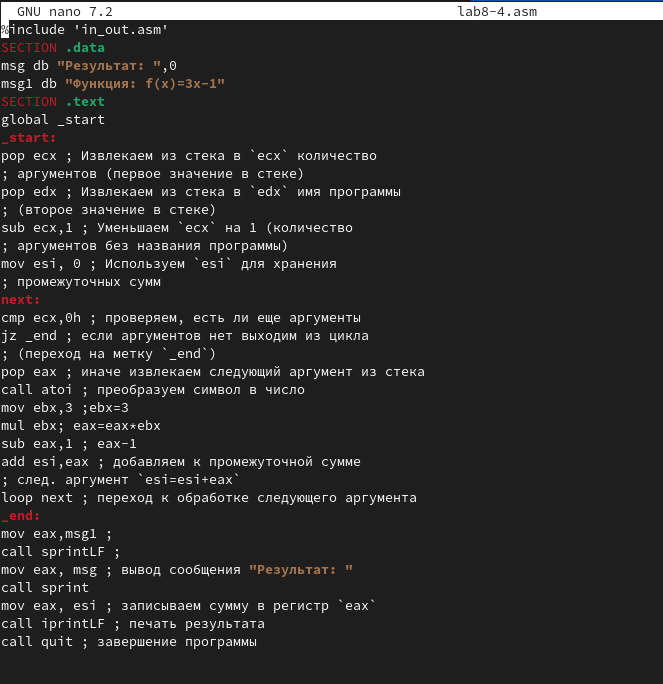 GNU nano 7.2 lab8-4.asm
%include 'in_out.asm'
SECTION .data
msg db "Результат: ",0
msg1 db "Функция: f(x)=3x-1"
SECTION .text
global _start
_start:
pop ecx ; Извлекаем из стека в `ecx` количество
; аргументов (первое значение в стеке)
pop edx ; Извлекаем из стека в `edx` имя программы
; (второе значение в стеке)
sub ecx,1 ; Уменьшаем `ecx` на 1 (количество
; аргументов без названия программы)
mov esi, 0 ; Используем `esi` для хранения
; промежуточных сумм
next:
cmp ecx,0h ; проверяем, есть ли еще аргументы
jz _end ; если аргументов нет выходим из цикла
; (переход на метку `_end`)
pop eax ; иначе извлекаем следующий аргумент из стека
call atoi ; преобразуем символ в число
mov ebx,3 ;ebx=3
mul ebx; eax=eax*ebx
sub eax,1 ; eax-1
add esi,eax ; добавляем к промежуточной сумме
; след. аргумент `esi=esi+eax`
loop next ; переход к обработке следующего аргумента
_end:
mov eax,msg1 ;
call sprintLF ;
mov eax, msg ; вывод сообщения "Результат: "
call sprint
mov eax, esi ; записываем сумму в регистр `eax`
call iprintLF ; печать результата
call quit ; завершение программы